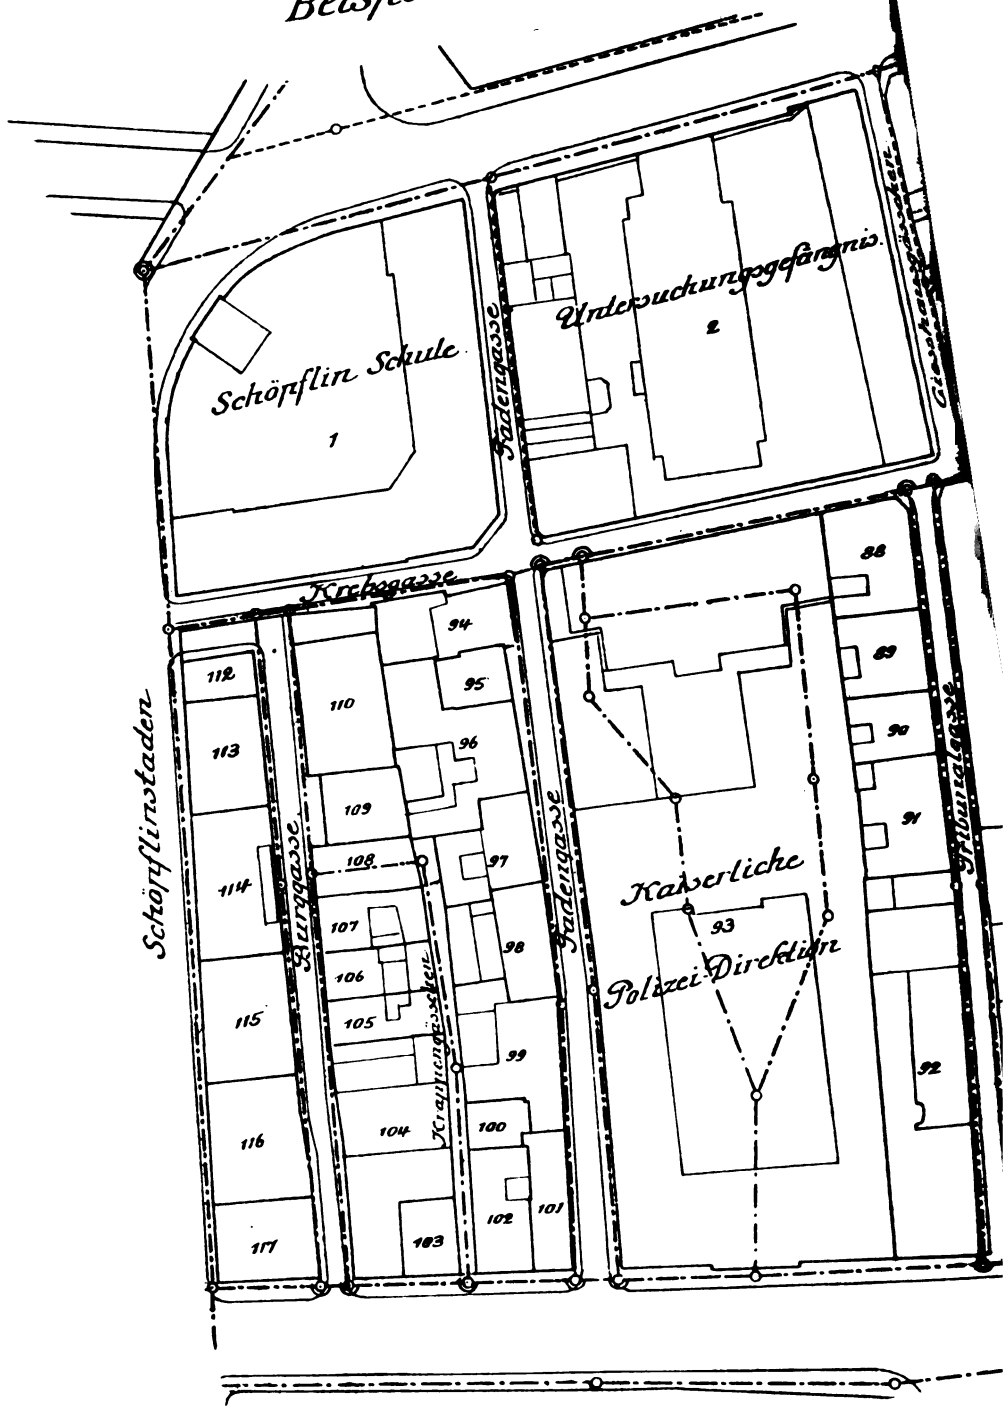 Untersuchungsgefängnis.
2
Giesshausgässchen
Fadengasse
Schöpflin Schule
1
Krebsgasse
88
89
90
91
92
Tribunalgasse
94
95
96
97
98
99
100
101
102
103
104
105
106
107
108
109
110
112
113
114
115
116
117
Schöpflinstaden
Burggasse
Krappengässchen
Fadengasse
Kaiserliche
93
Polizei-Direktion